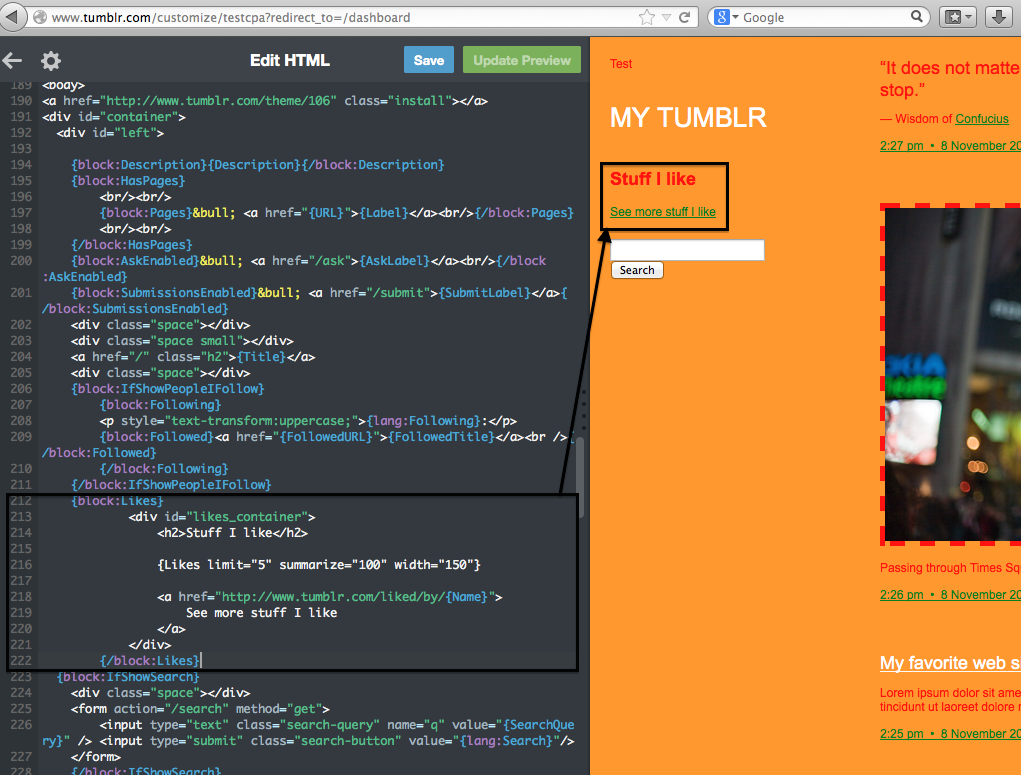 www.tumblr.com/customize/testcpa?redirect_to=/dashboard
Google
Edit HTML
Save
Update Preview
189 <body>
190 <a href="http://www.tumblr.com/theme/106" class="install"></a>
191 <div id="container">
192 <div id="left">
193
194 {block:Description}{Description}{/block:Description}
195 {block:HasPages}
196 <br/><br/>
197 {block:Pages}&bull; <a href="{URL}">{Label}</a><br/>{/block:Pages}
198 <br/><br/>
199 {/block:HasPages}
200 {block:AskEnabled}&bull; <a href="/ask">{AskLabel}</a><br/>{/block
:AskEnabled}
201 {block:SubmissionsEnabled}&bull; <a href="/submit">{SubmitLabel}</a>{
/block:SubmissionsEnabled}
202 <div class="space"></div>
203 <div class="space small"></div>
204 <a href="/" class="h2">{Title}</a>
205 <div class="space"></div>
206 {block:IfShowPeopleIFollow}
207 {block:Following}
208 <p style="text-transform:uppercase;">{lang:Following}:</p>
209 {block:Followed}<a href="{FollowedURL}">{FollowedTitle}</a><br />{
/block:Followed}
210 {/block:Following}
211 {/block:IfShowPeopleIFollow}
212 {block:Likes}
213 <div id="likes_container">
214 <h2>Stuff I like</h2>
215
216 {Likes limit="5" summarize="100" width="150"}
217
218 <a href="http://www.tumblr.com/liked/by/{Name}">
219 See more stuff I like
220 </a>
221 </div>
222 {/block:Likes}
223 {block:IfShowSearch}
224 <div class="space"></div>
225 <form action="/search" method="get">
226 <input type="text" class="search-query" name="q" value="{SearchQue
ry}" /> <input type="submit" class="search-button" value="{lang:Search}"/>
227 </form>
228 {/block:IfShowSearch}
Test
MY TUMBLR
Stuff I like
See more stuff I like
Search
“It does not matte
stop.”
— Wisdom of Confucius
2:27 pm • 8 November 20
Passing through Times Squ
2:26 pm • 8 November 20
My favorite web s
Lorem ipsum dolor sit ame
tincidunt ut laoreet dolore
2:25 pm • 8 November 20